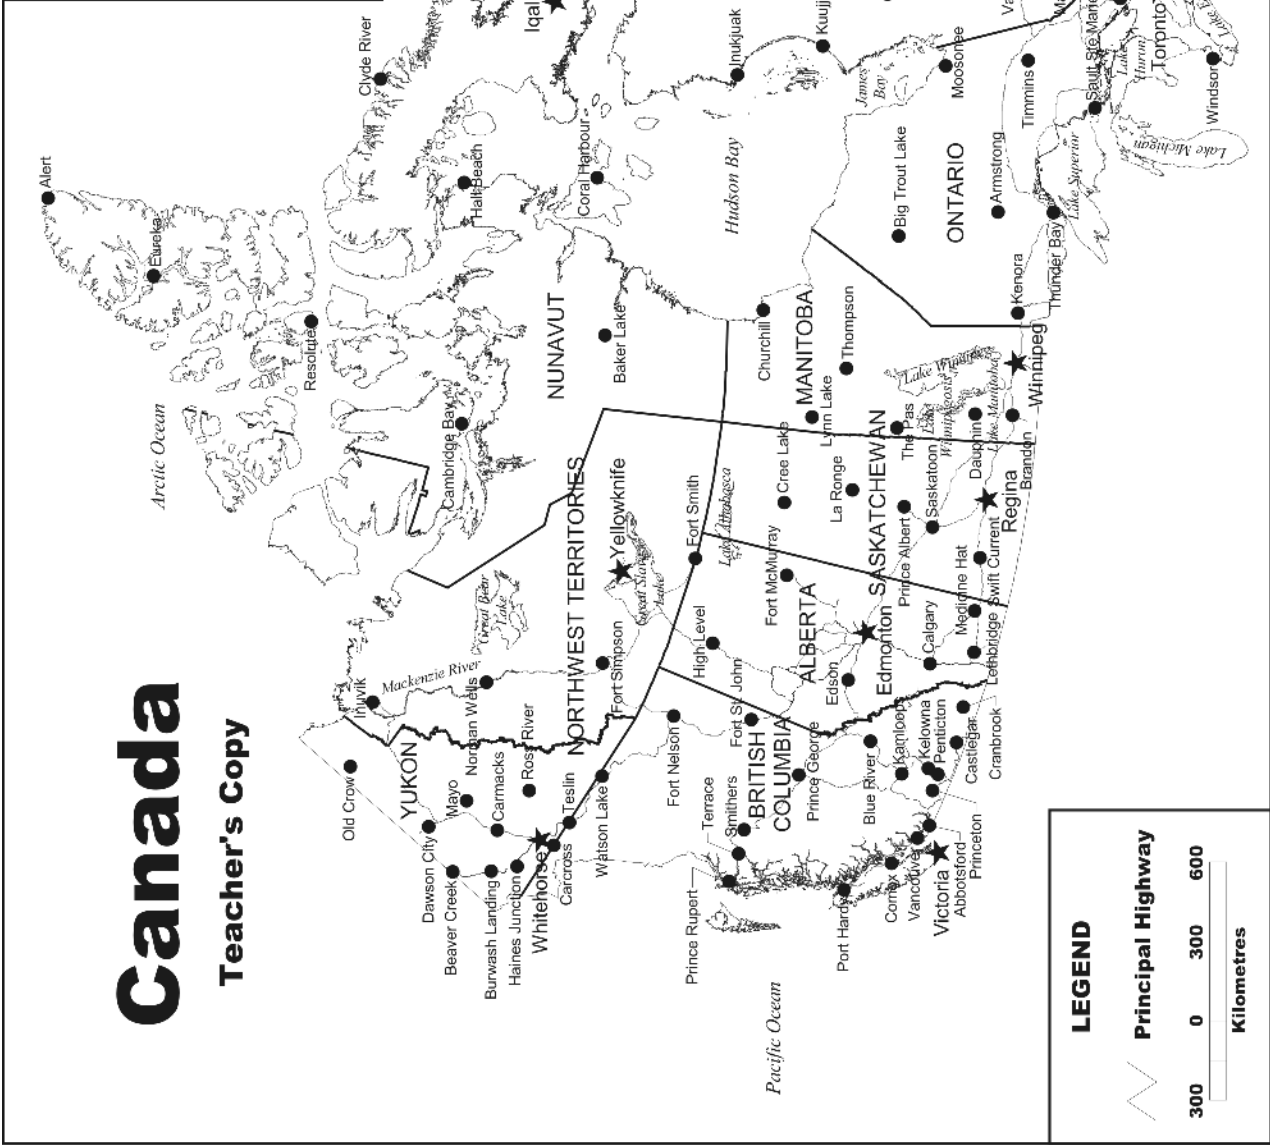 Canada
Teacher's Copy
Arctic Ocean
Alert
Eureka
Resolute
Clyde River
Iqal
Hall Beach
Cambridge Bay
Coral Harbour
NUNAVUT
Baker Lake
Inukjuak
Kuujj
Hudson Bay
James
Bay
Old Crow
Inuvik
Mackenzie River
Great Bear
Lake
YUKON
Dawson City
Mayo
Norman Wells
Beaver Creek
Carmacks
Burwash Landing
Ross River
Haines Junction
Whitehorse
Carcross
Teslin
Watson Lake
NORTHWEST TERRITORIES
Fort Simpson
Yellowknife
Great Slave
Lake
Fort Smith
Lake Athabasca
Fort Nelson
High Level
Fort St. John
BRITISH
COLUMBIA
Prince Rupert
Terrace
Smithers
Prince George
Blue River
Kamloops
Kelowna
Penticton
Castlegar
Cranbrook
Port Hardy
Comox
Vancouver
Victoria
Abbotsford
Princeton
Pacific Ocean
ALBERTA
Fort McMurray
Edson
Edmonton
Calgary
Medicine Hat
Lethbridge
SASKATCHEWAN
Cree Lake
La Ronge
Prince Albert
Saskatoon
Swift Current
Regina
MANITOBA
Churchill
Thompson
Lynn Lake
The Pas
Lake
Winnipegosis
Lake Winnipeg
Lake Manitoba
Dauphin
Brandon
Winnipeg
ONTARIO
Big Trout Lake
Armstrong
Kenora
Thunder Bay
Lake Superior
Moosonee
Timmins
Sault Ste Marie
Lake
Huron
Lake Michigan
Toronto
Windsor
Lake E
Va
LEGEND
Principal Highway
300 0 300 600
Kilometres